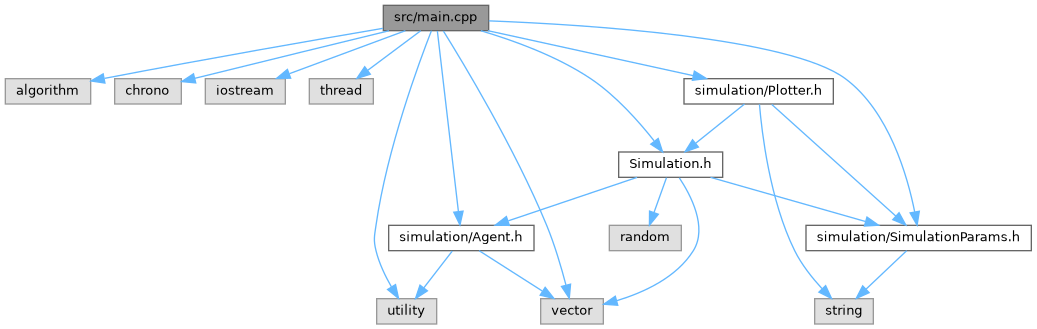 src/main.cpp
algorithm
chrono
iostream
thread
simulation/Plotter.h
Simulation.h
simulation/Agent.h
random
simulation/SimulationParams.h
utility
vector
string